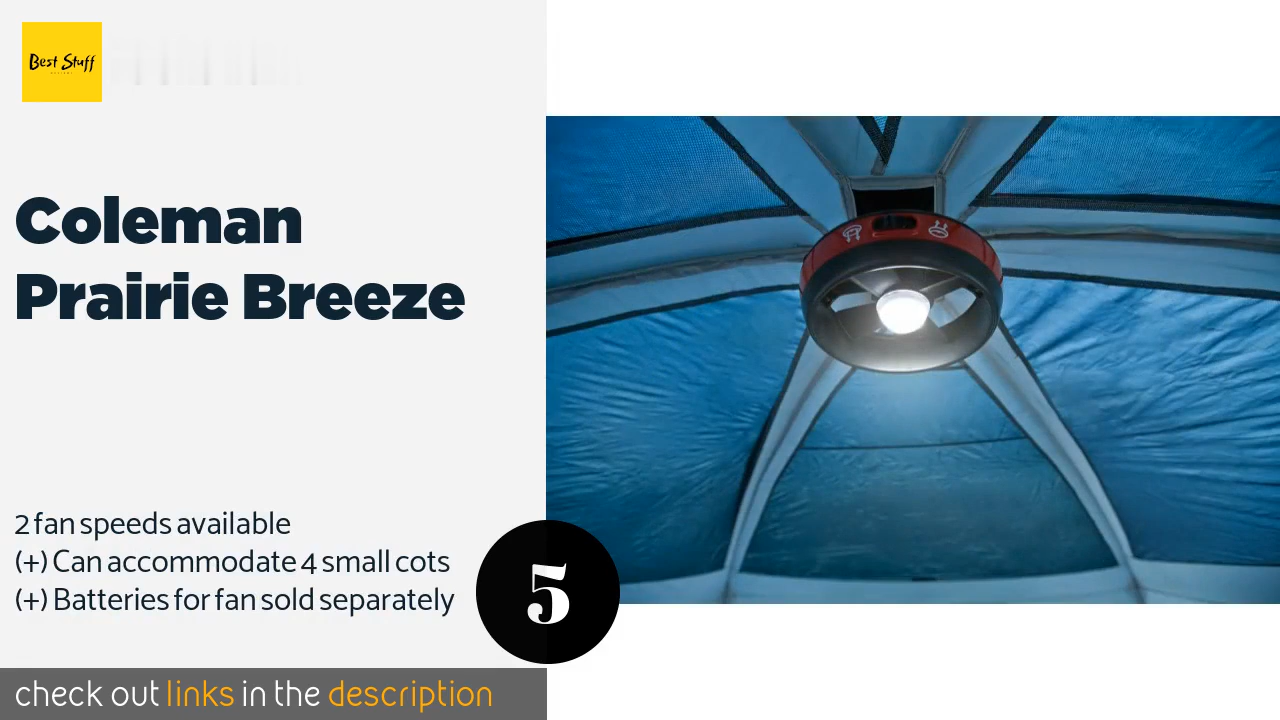 Best Stuff
Coleman
Prairie Breeze
2 fan speeds available
(+) Can accommodate 4 small cots
(+) Batteries for fan sold separately
5
check out links in the description